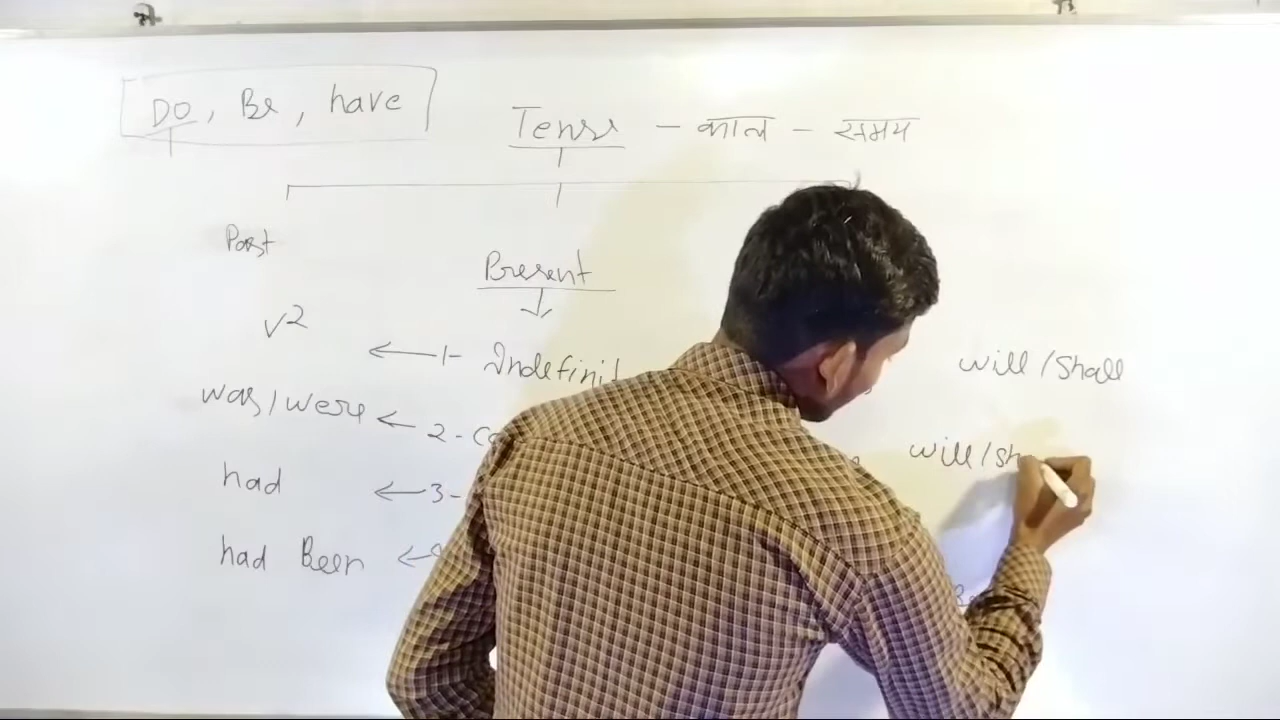 DO, Be, have
Tense - काल - समय
Past
Present
V2
1- Indefinit
will/Shall
was/were
2-
will/Sh
had
3-
had Been